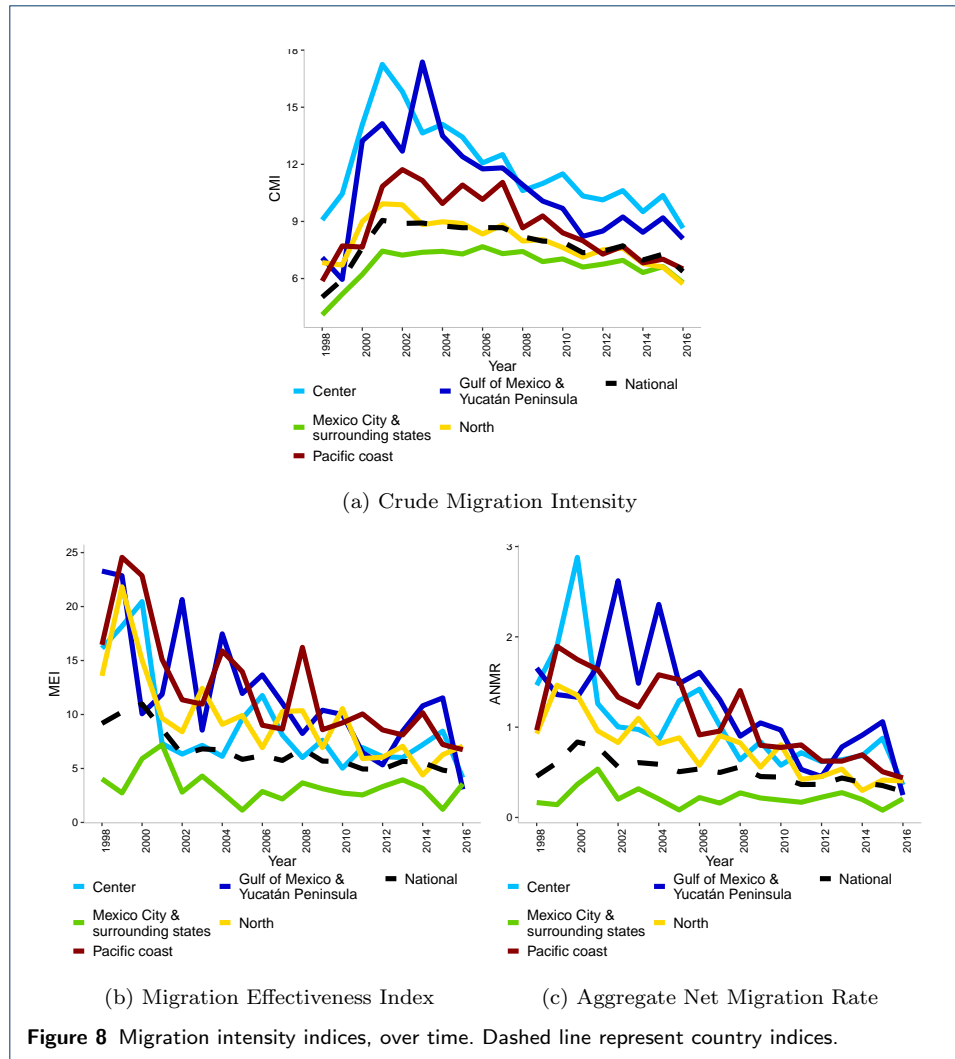 18
15
12
9
6
CMI
1998
2000
2002
2004
2006
2008
2010
2012
2014
2016
Year
Center
Gulf of Mexico &
Yucatán Peninsula
National
Mexico City &
surrounding states
North
Pacific coast
(a) Crude Migration Intensity
25
20
15
10
5
0
MEI
1998
2000
2002
2004
2006
2008
2010
2012
2014
2016
Year
Center
Gulf of Mexico &
Yucatán Peninsula
National
Mexico City &
surrounding states
North
Pacific coast
(b) Migration Effectiveness Index
3
2
1
0
ANMR
1998
2000
2002
2004
2006
2008
2010
2012
2014
2016
Year
Center
Gulf of Mexico &
Yucatán Peninsula
National
Mexico City &
surrounding states
North
Pacific coast
(c) Aggregate Net Migration Rate
Figure 8 Migration intensity indices, over time. Dashed line represent country indices.